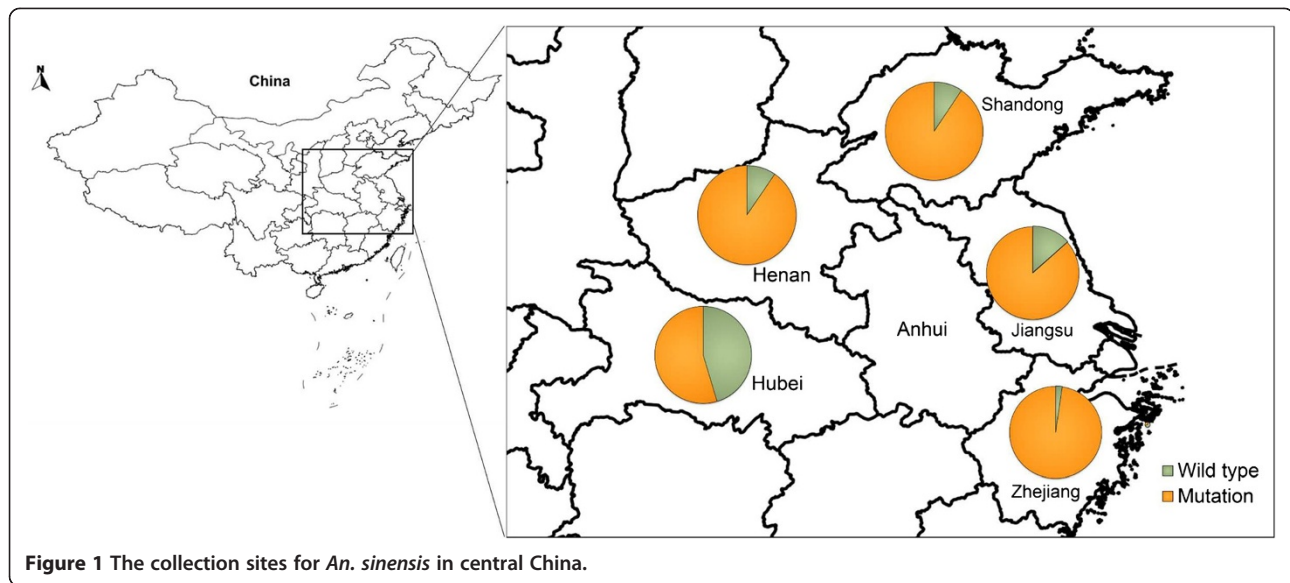 N
China
Shandong
Henan
Jiangsu
Anhui
Hubei
Zhejiang
Wild type
Mutation
Figure 1 The collection sites for An. sinensis in central China.